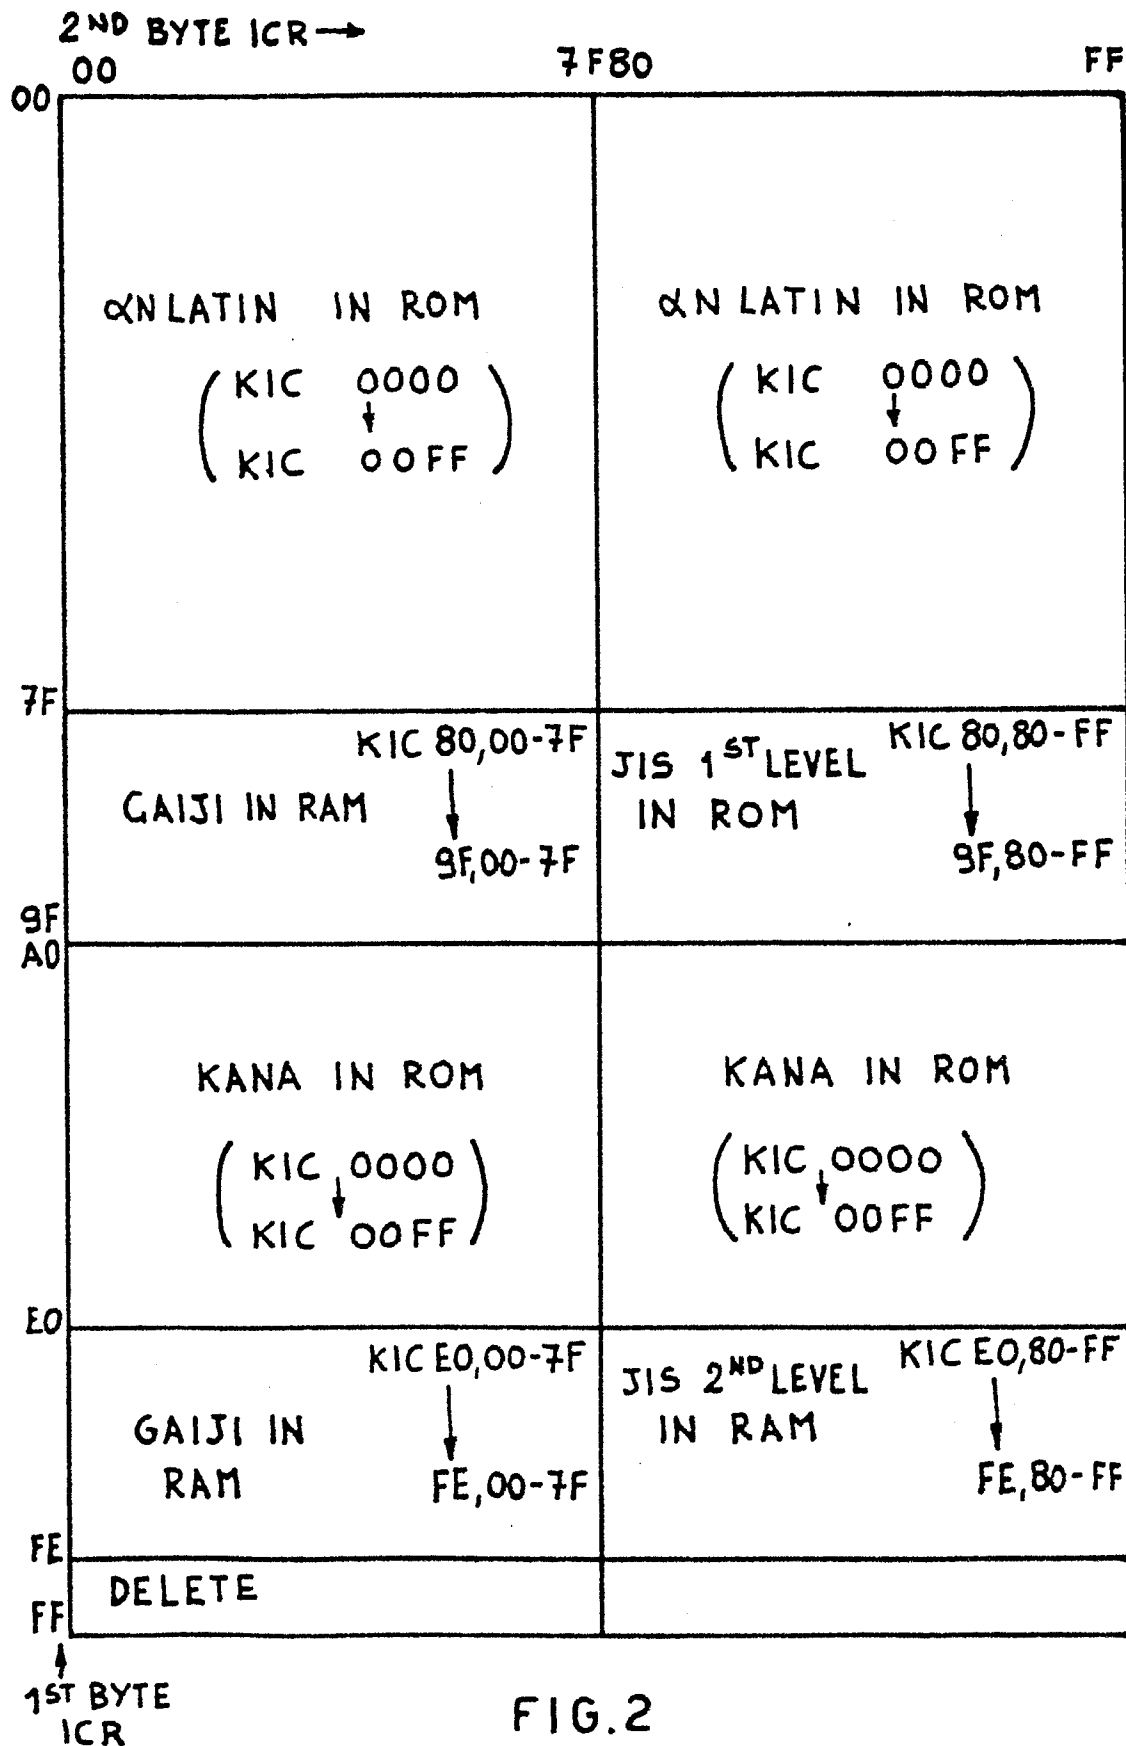 2ND BYTE ICR→
00 7F80 FF
00
αN LATIN IN ROM
(KIC 0000
↓
KIC 00FF)
αN LATIN IN ROM
(KIC 0000
↓
KIC 00FF)
7F
KIC 80,00-7F
GAIJI IN RAM
↓
9F,00-7F
JIS 1ST LEVEL
IN ROM
KIC 80,80-FF
↓
9F,80-FF
9F
A0
KANA IN ROM
(KIC 0000
↓
KIC 00FF)
KANA IN ROM
(KIC 0000
↓
KIC 00FF)
E0
KIC E0,00-7F
↓
GAIJI IN
RAM
FE,00-7F
JIS 2ND LEVEL
IN RAM
KIC E0,80-FF
↓
FE,80-FF
FE
DELETE
FF
↑
1ST BYTE
ICR
FIG.2